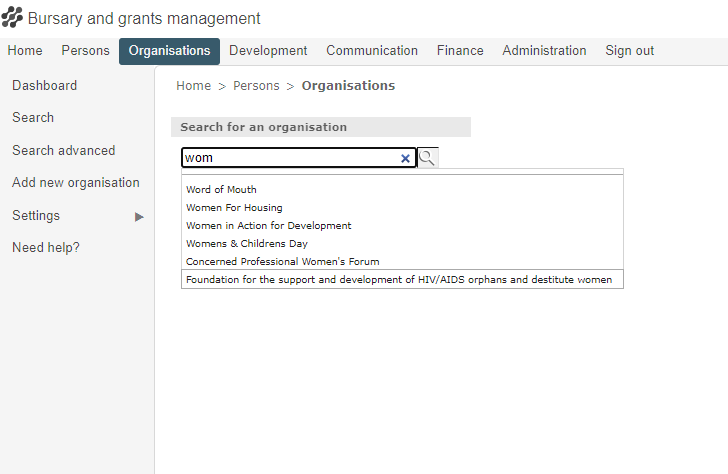 Bursary and grants management
Home Persons Organisations Development Communication Finance Administration Sign out
Dashboard
Search
Search advanced
Add new organisation
Settings
Need help?
Home > Persons > Organisations
Search for an organisation
wom
Word of Mouth
Women For Housing
Women in Action for Development
Womens & Childrens Day
Concerned Professional Women's Forum
Foundation for the support and development of HIV/AIDS orphans and destitute women